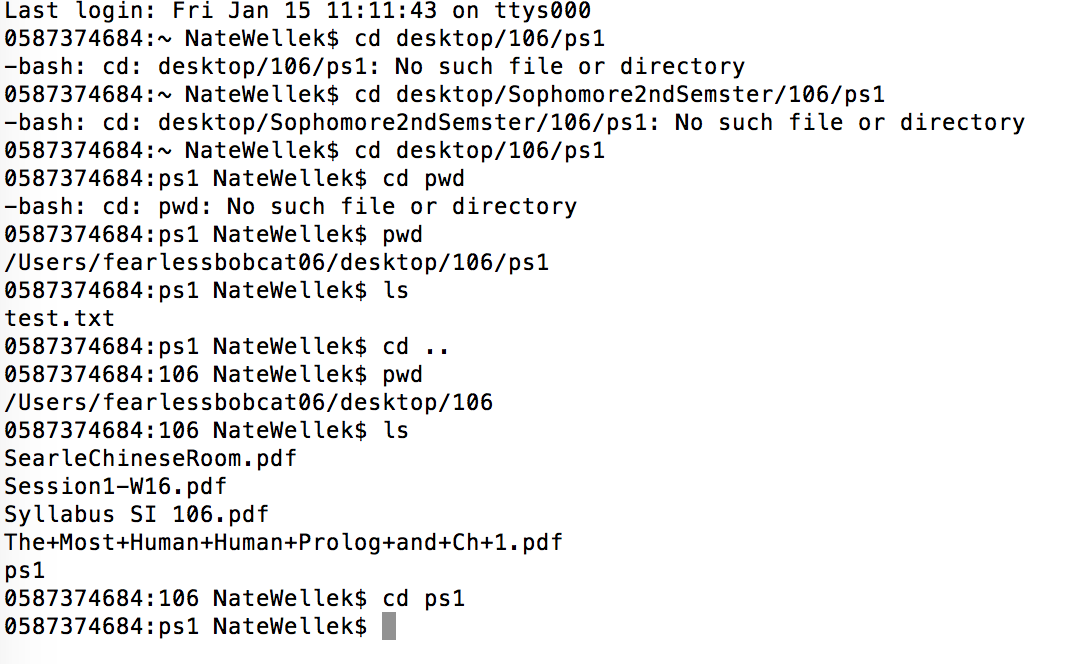 Last login: Fri Jan 15 11:11:43 on ttys000
0587374684:~ NateWellek$ cd desktop/106/ps1
-bash: cd: desktop/106/ps1: No such file or directory
0587374684:~ NateWellek$ cd desktop/Sophomore2ndSemster/106/ps1
-bash: cd: desktop/Sophomore2ndSemster/106/ps1: No such file or directory
0587374684:~ NateWellek$ cd desktop/106/ps1
0587374684:ps1 NateWellek$ cd pwd
-bash: cd: pwd: No such file or directory
0587374684:ps1 NateWellek$ pwd
/Users/fearlessbobcat06/desktop/106/ps1
0587374684:ps1 NateWellek$ ls
test.txt
0587374684:ps1 NateWellek$ cd ..
0587374684:106 NateWellek$ pwd
/Users/fearlessbobcat06/desktop/106
0587374684:106 NateWellek$ ls
SearleChineseRoom.pdf
Session1-W16.pdf
Syllabus SI 106.pdf
The+Most+Human+Human+Prolog+and+Ch+1.pdf
ps1
0587374684:106 NateWellek$ cd ps1
0587374684:ps1 NateWellek$